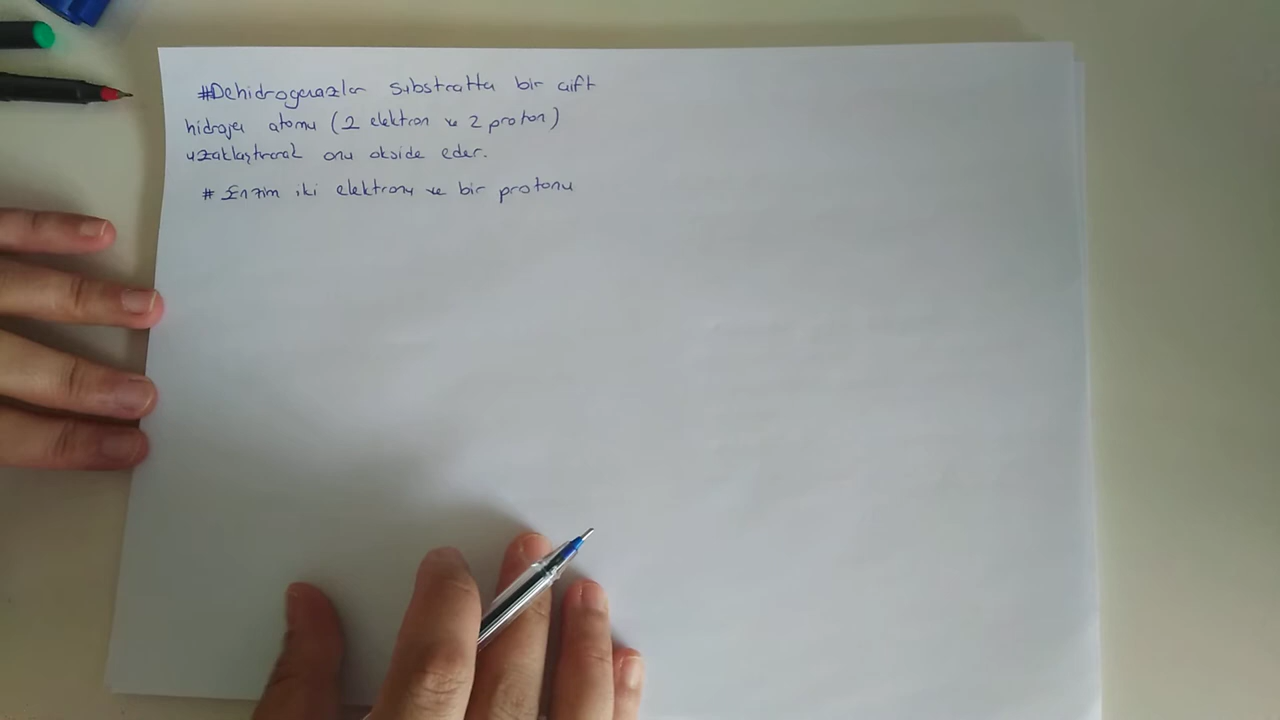 #Dehidrogenazlar substratta bir çift
hidrojen atomu (2 elektron ve 2 proton)
uzaklaştırarak onu okside eder.
# Enzim iki elektronu ve bir protonu